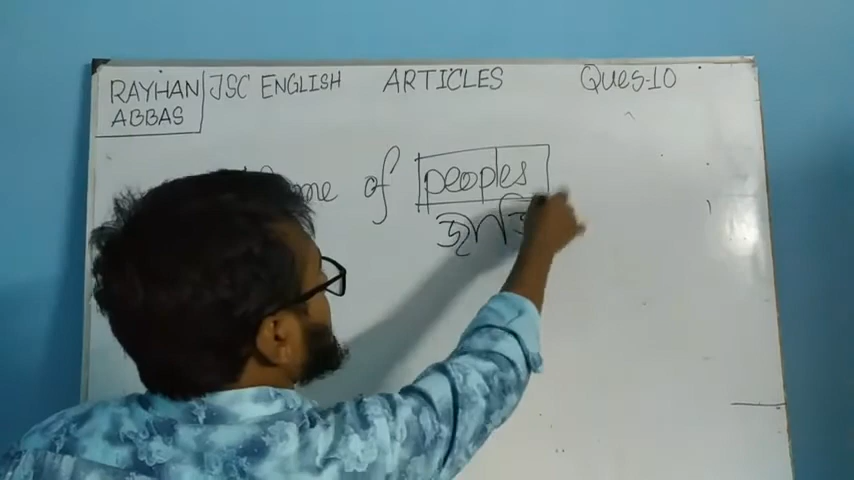 RAYHAN ABBAS
JSC ENGLISH
ARTICLES
Ques-10
of peoples